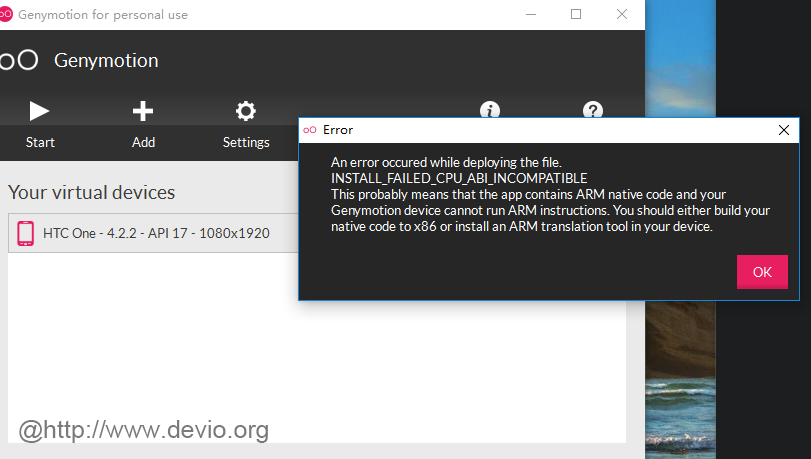 Genymotion for personal use
Genymotion
Start
Add
Settings
Error
An error occured while deploying the file.
INSTALL_FAILED_CPU_ABI_INCOMPATIBLE
This probably means that the app contains ARM native code and your
Genymotion device cannot run ARM instructions. You should either build your
native code to x86 or install an ARM translation tool in your device.
OK
Your virtual devices
HTC One - 4.2.2 - API 17 - 1080x1920
@http://www.devio.org